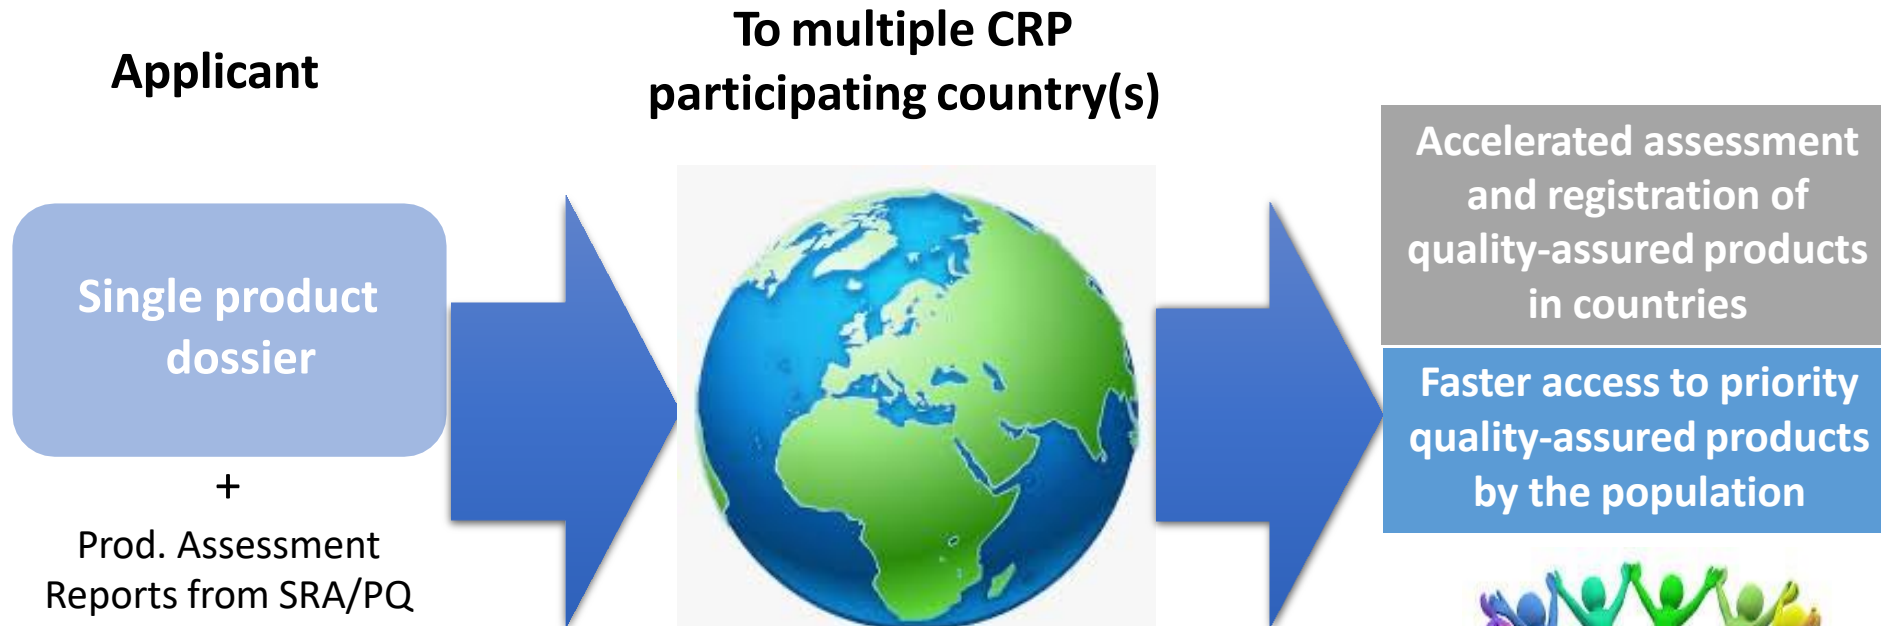 Applicant
Single product
dossier
+
Prod. Assessment
Reports from SRA/PQ
To multiple CRP
participating country(s)
Accelerated assessment
and registration of
quality-assured products
in countries
Faster access to priority
quality-assured products
by the population